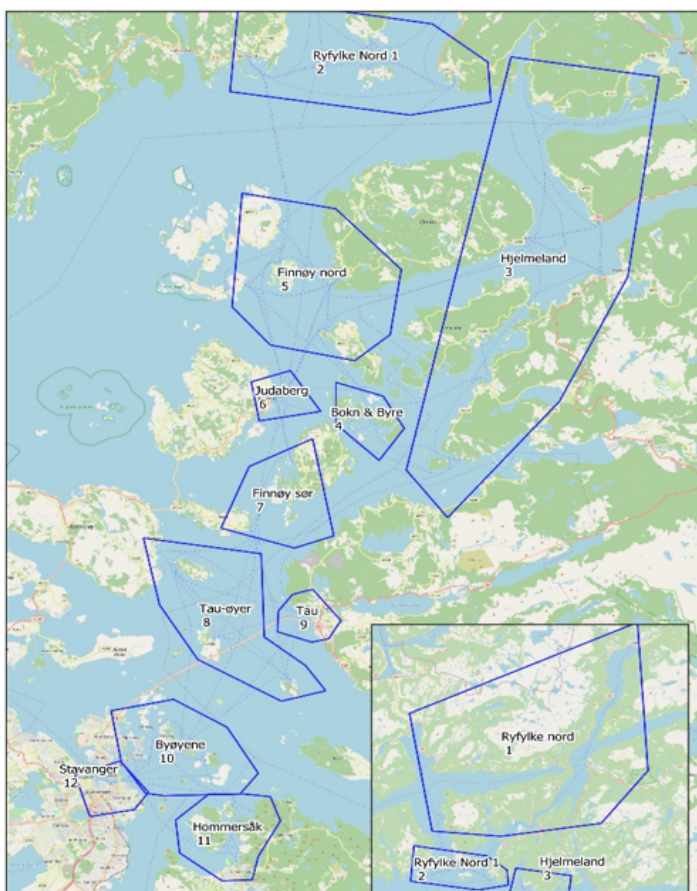 Ryfylke Nord 1
2
Hjelmeland
3
Finnøy nord
5
Judaberg
6
Bokn & Byre
4
Finnøy sør
7
Tau-øyer
8
Tau
9
Byøyene
10
Stavanger
12
Hommersåk
11
Ryfylke nord
1
Ryfylke Nord 1
2
Hjelmeland
3